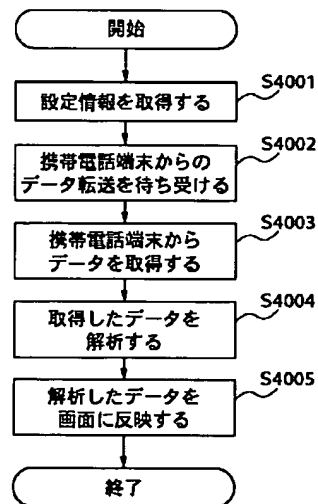 開始
S4001
設定情報を取得する
S4002
携帯電話端末からの
データ転送を待ち受ける
S4003
携帯電話端末から
データを取得する
S4004
取得したデータを
解析する
S4005
解析したデータを
画面に反映する
終了